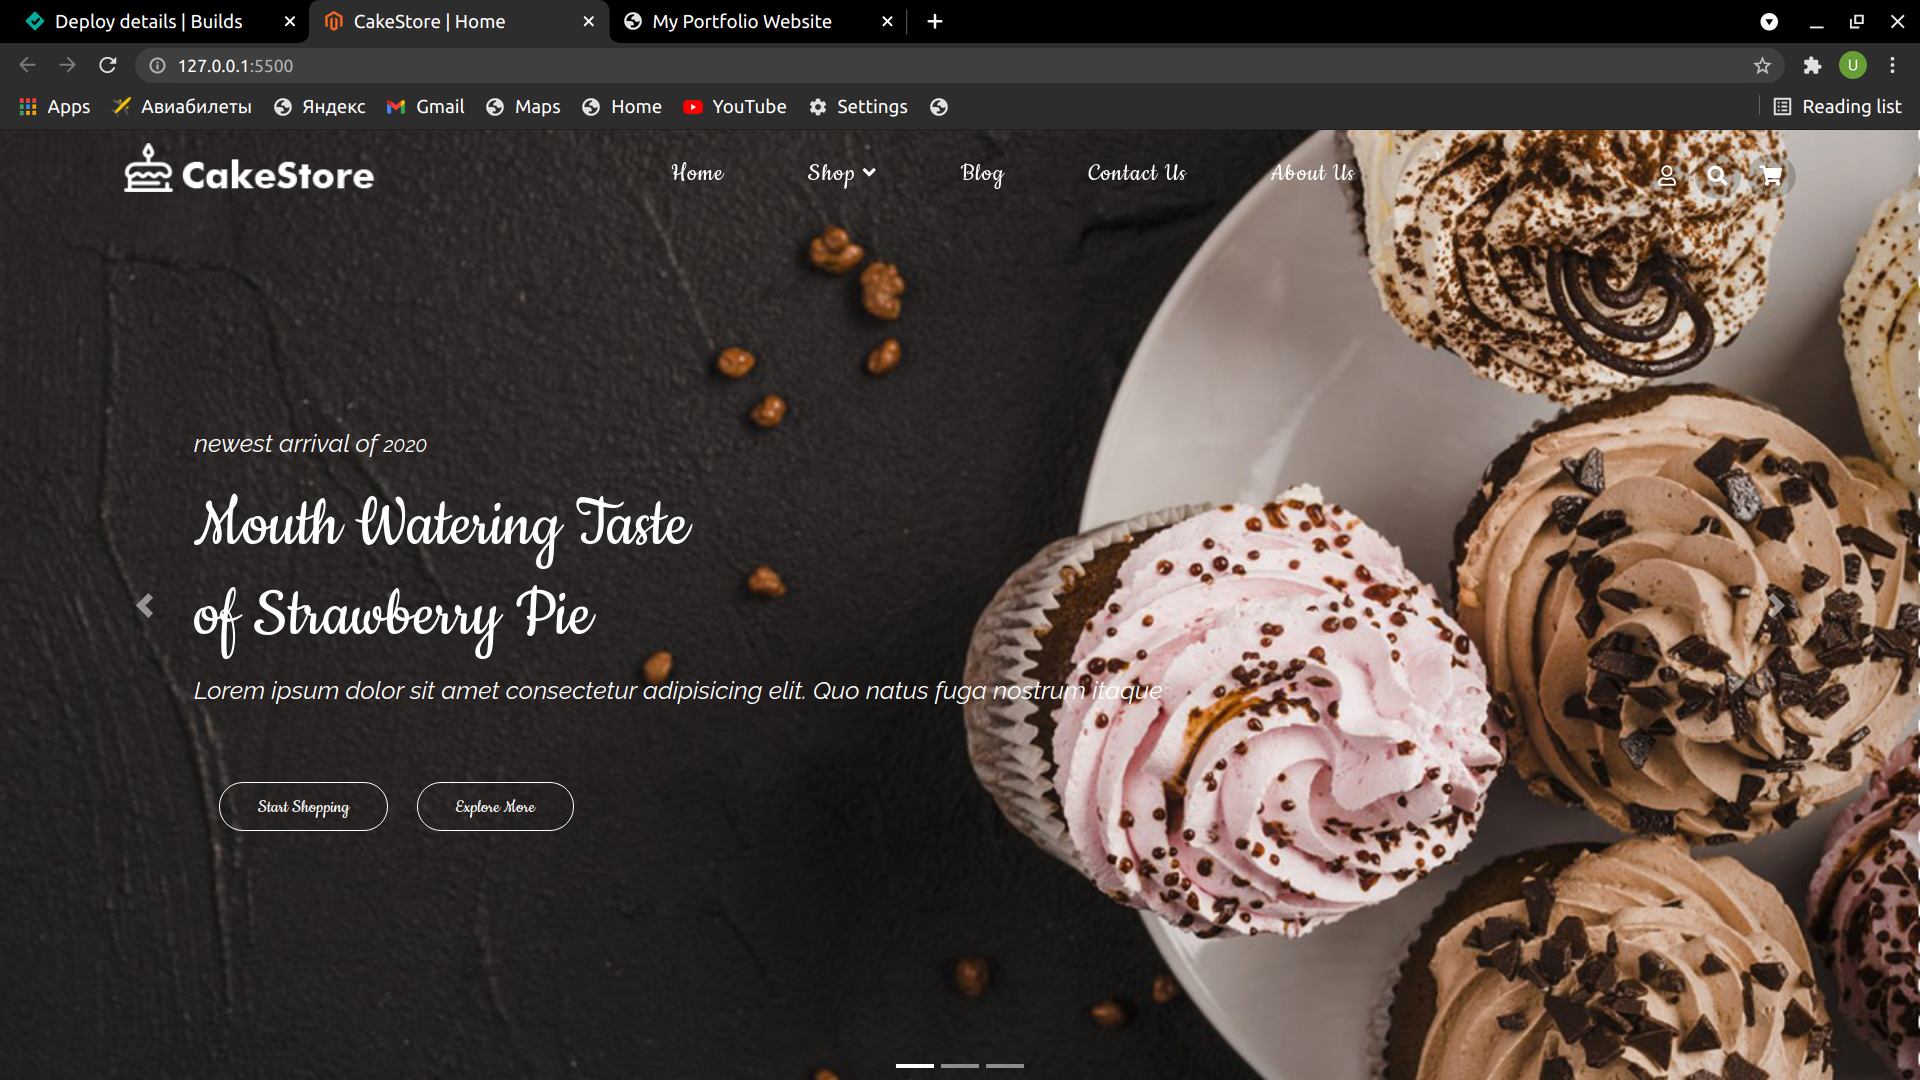 Deploy details | Builds
CakeStore | Home
My Portfolio Website
127.0.0.1:5500
U
Apps
Авиабилеты
Яндекс
Gmail
Maps
Home
YouTube
Settings
Reading list
CakeStore
Home
Shop
Blog
Contact Us
About Us
newest arrival of 2020
Mouth Watering Taste
of Strawberry Pie
Lorem ipsum dolor sit amet consectetur adipisicing elit. Quo natus fuga nostrum itaque
Start Shopping
Explore More